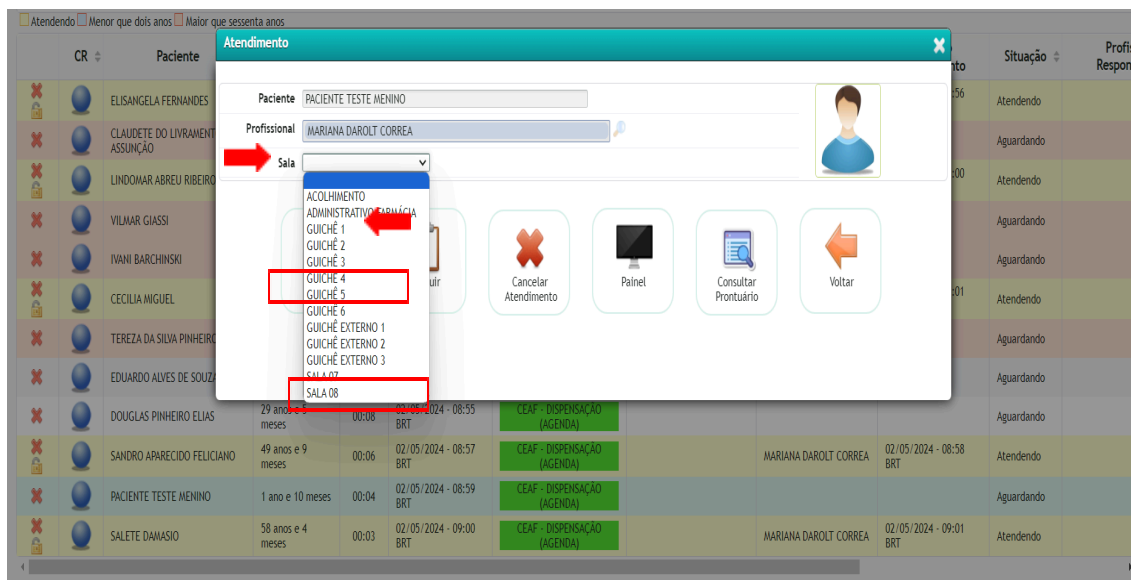 Atendendo Menor que dois anos Maior que sessenta anos
CR Paciente Situação
Atendimento
Paciente PACIENTE TESTE MENINO
Profissional MARIANA DAROLT CORREA
Sala
ACOLHIMENTO
ADMINISTRATIVO FARMÁCIA
GUICHÊ 1
GUICHÊ 2
GUICHÊ 3
GUICHÊ 4
GUICHÊ 5
GUICHÊ 6
GUICHÊ EXTERNO 1
GUICHÊ EXTERNO 2
GUICHÊ EXTERNO 3
SALA 07
SALA 08
Cancelar
Atendimento
Painel
Consultar
Prontuário
Voltar
ELISANGELA FERNANDES :56 Atendendo
CLAUDETE DO LIVRAMENT
ASSUNÇÃO Aguardando
LINDOMAR ABREU RIBEIRO :00 Atendendo
VILMAR GIASSI Aguardando
IVANI BARCHINSKI Aguardando
CECILIA MIGUEL :01 Atendendo
TEREZA DA SILVA PINHEIRO Aguardando
EDUARDO ALVES DE SOUZA Aguardando
DOUGLAS PINHEIRO ELIAS 29 anos e 5 meses 00:08 02/05/2024 - 08:55 BRT CEAF - DISPENSAÇÃO (AGENDA) Aguardando
SANDRO APARECIDO FELICIANO 49 anos e 9 meses 00:06 02/05/2024 - 08:57 BRT CEAF - DISPENSAÇÃO (AGENDA) MARIANA DAROLT CORREA 02/05/2024 - 08:58 BRT Atendendo
PACIENTE TESTE MENINO 1 ano e 10 meses 00:04 02/05/2024 - 08:59 BRT CEAF - DISPENSAÇÃO (AGENDA) Aguardando
SALETE DAMASIO 58 anos e 4 meses 00:03 02/05/2024 - 09:00 BRT CEAF - DISPENSAÇÃO (AGENDA) MARIANA DAROLT CORREA 02/05/2024 - 09:01 BRT Atendendo